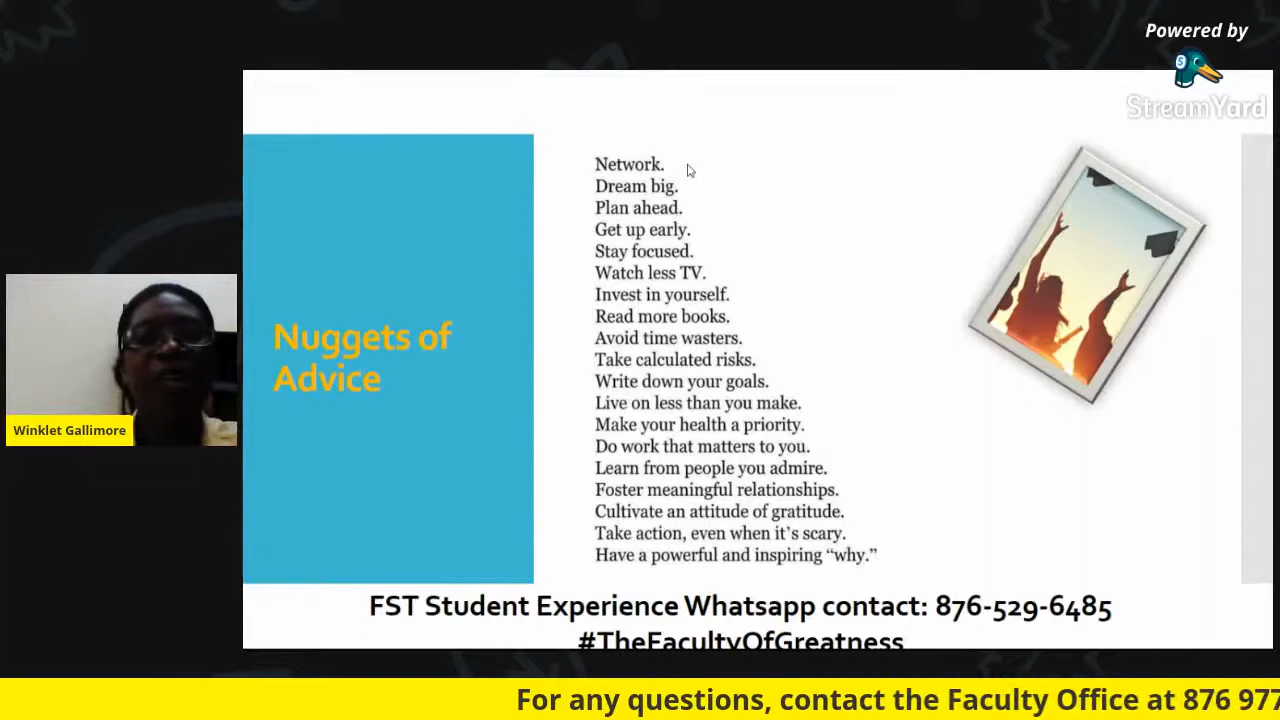 Powered by
StreamYard
Network.
Dream big.
Plan ahead.
Get up early.
Stay focused.
Watch less TV.
Invest in yourself.
Read more books.
Avoid time wasters.
Take calculated risks.
Write down your goals.
Live on less than you make.
Make your health a priority.
Do work that matters to you.
Learn from people you admire.
Foster meaningful relationships.
Cultivate an attitude of gratitude.
Take action, even when it’s scary.
Have a powerful and inspiring “why.”
Nuggets of
Advice
Winklet Gallimore
FST Student Experience Whatsapp contact: 876-529-6485
#TheFacultyOfGreatness
For any questions, contact the Faculty Office at 876 977